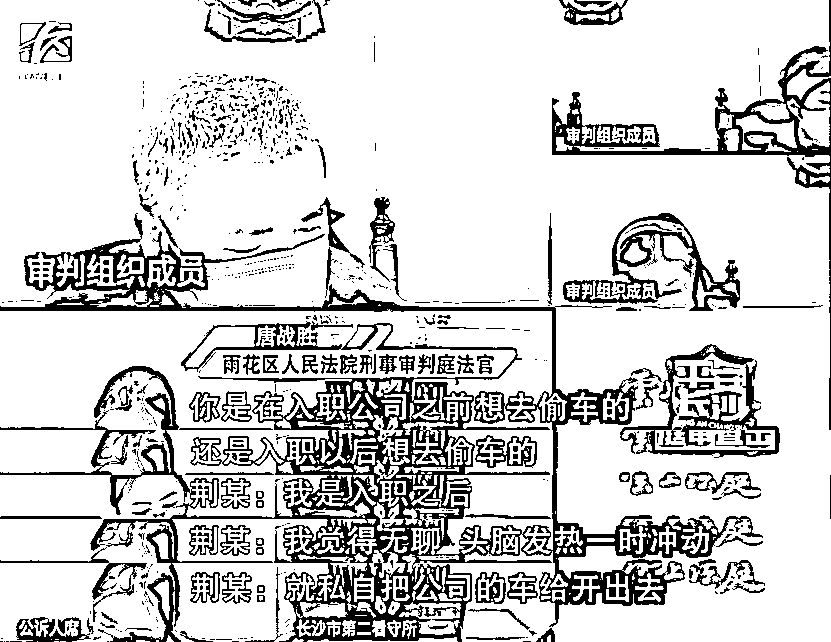 审判组织成员
审判组织成员
审判组织成员
唐战胜
雨花区人民法院刑事审判庭法官
你是在入职公司之前想去偷车的
还是入职以后想去偷车的
荆某：我是入职之后
荆某：我觉得无聊 头脑发热一时冲动
荆某：就私自把公司的车给开出去
庭审直击
公诉人席
长沙市第二看守所